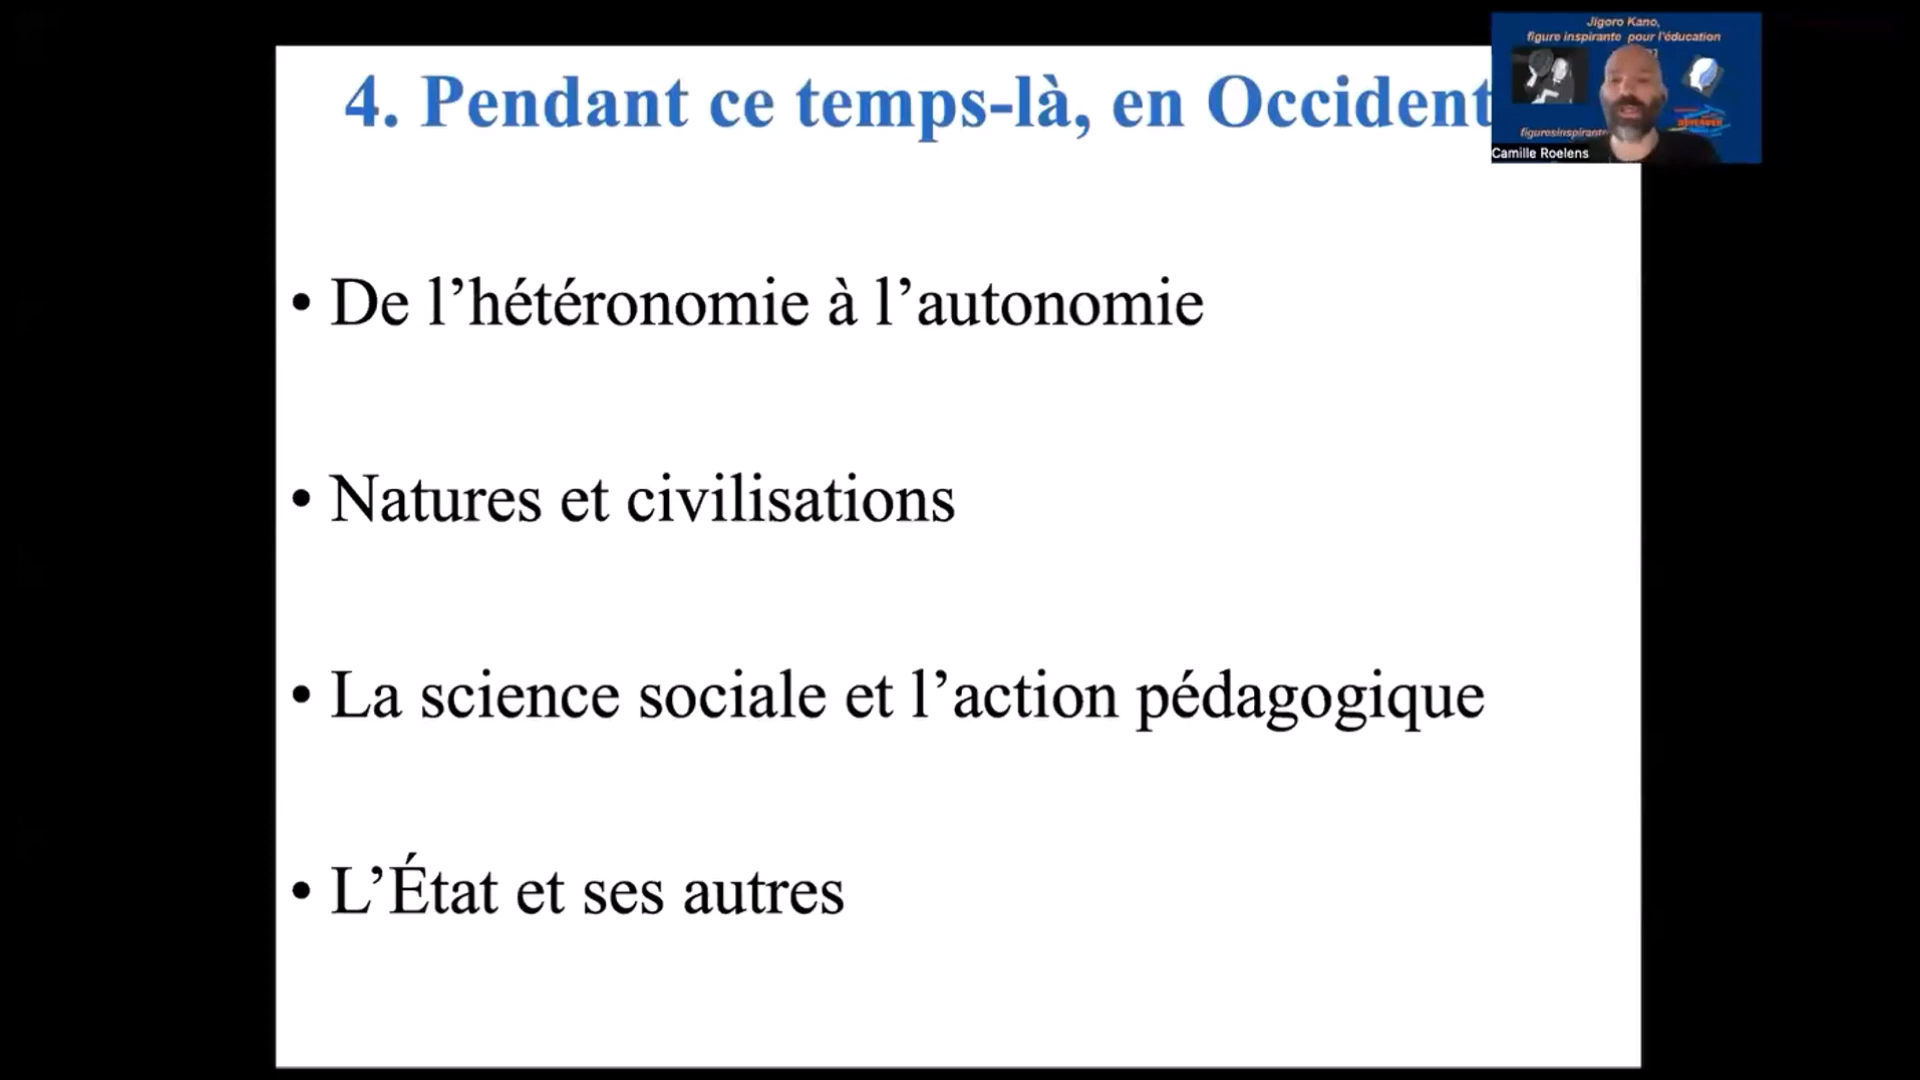 4. Pendant ce temps-là, en Occident
Jigoro Kano,
figure inspirante pour l'éducation
figuresinspirant
Camille Roelens
• De l’hétéronomie à l’autonomie
• Natures et civilisations
• La science sociale et l’action pédagogique
• L’État et ses autres